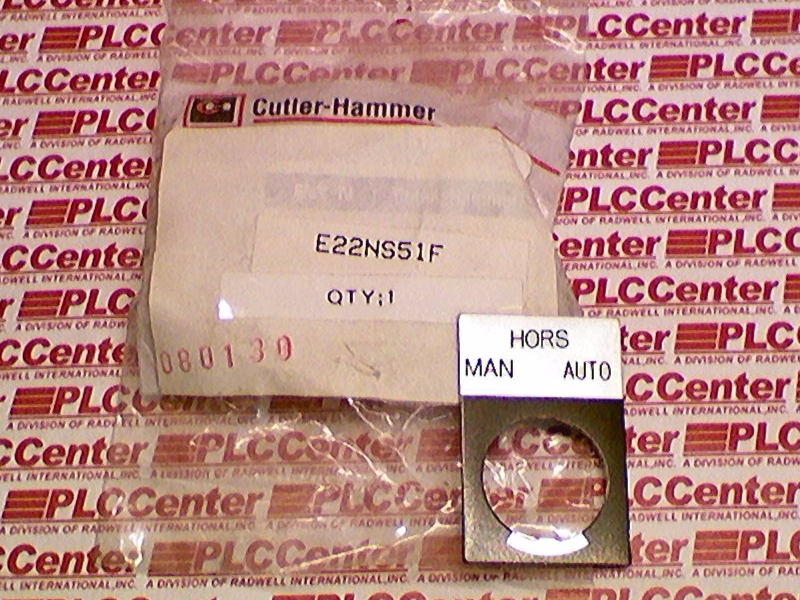 Cutler-Hammer
E22NS51F
QTY;1
080130
HORS
MAN AUTO
PLCCenter
A DIVISION OF RADWELL INTERNATIONAL, INC.